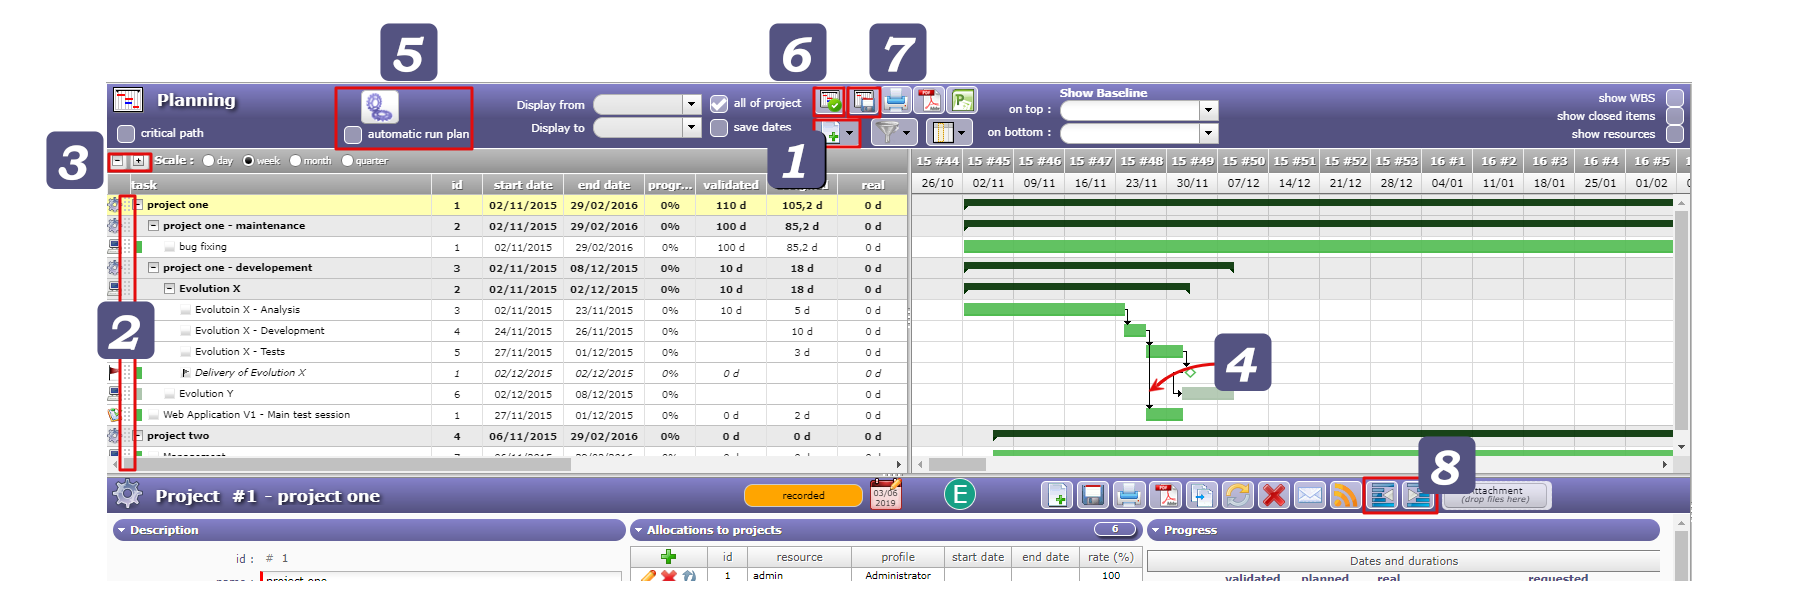 5
6
7
Planning
critical path
automatic run plan
Display from
Display to
all of project
save dates
Show Baseline
on top :
on bottom :
show WBS
show closed items
show resources
3
1
Scale : day week month quarter
15 #44 15 #45 15 #46 15 #47 15 #48 15 #49 15 #50 15 #51 15 #52 15 #53 16 #1 16 #2 16 #3 16 #4 16 #5
task id start date end date progr... validated real
26/10 02/11 09/11 16/11 23/11 30/11 07/12 14/12 21/12 28/12 04/01 11/01 18/01 25/01 01/02
project one 1 02/11/2015 29/02/2016 0% 110 d 105,2 d 0 d
project one - maintenance 2 02/11/2015 29/02/2016 0% 100 d 85,2 d 0 d
bug fixing 1 02/11/2015 29/02/2016 0% 100 d 85,2 d 0 d
project one - developement 3 02/11/2015 08/12/2015 0% 10 d 18 d 0 d
Evolution X 2 02/11/2015 02/12/2015 0% 10 d 18 d 0 d
Evolutoin X - Analysis 3 02/11/2015 23/11/2015 0% 10 d 5 d 0 d
Evolution X - Development 4 24/11/2015 26/11/2015 0% 10 d 0 d
Evolution X - Tests 5 27/11/2015 01/12/2015 0% 3 d 0 d
Delivery of Evolution X 1 02/12/2015 02/12/2015 0% 0 d 0 d
Evolution Y 6 02/12/2015 08/12/2015 0% 0 d
Web Application V1 - Main test session 1 27/11/2015 01/12/2015 0% 0 d 2 d 0 d
project two 4 06/11/2015 29/02/2016 0% 0 d 0 d 0 d
2
4
8
Project #1 - project one
recorded
03/06
2019
E
Attachment
(drop files here)
Description
id : # 1
name : project one
Allocations to projects 6
id resource profile start date end date rate (%)
1 admin Administrator 100
Progress
Dates and durations
validated planned real requested